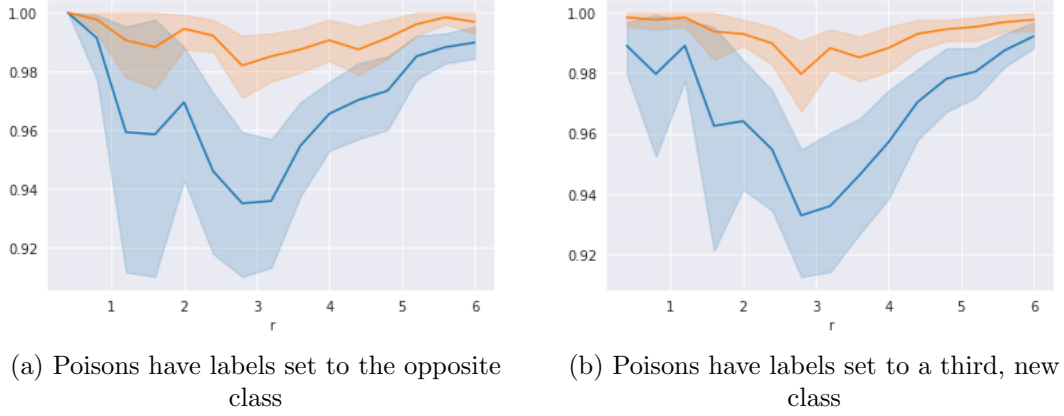 1.00
0.98
0.96
0.94
0.92
1 2 3 4 5 6
r
(a) Poisons have labels set to the opposite
class
1.00
0.98
0.96
0.94
0.92
1 2 3 4 5 6
r
(b) Poisons have labels set to a third, new
class